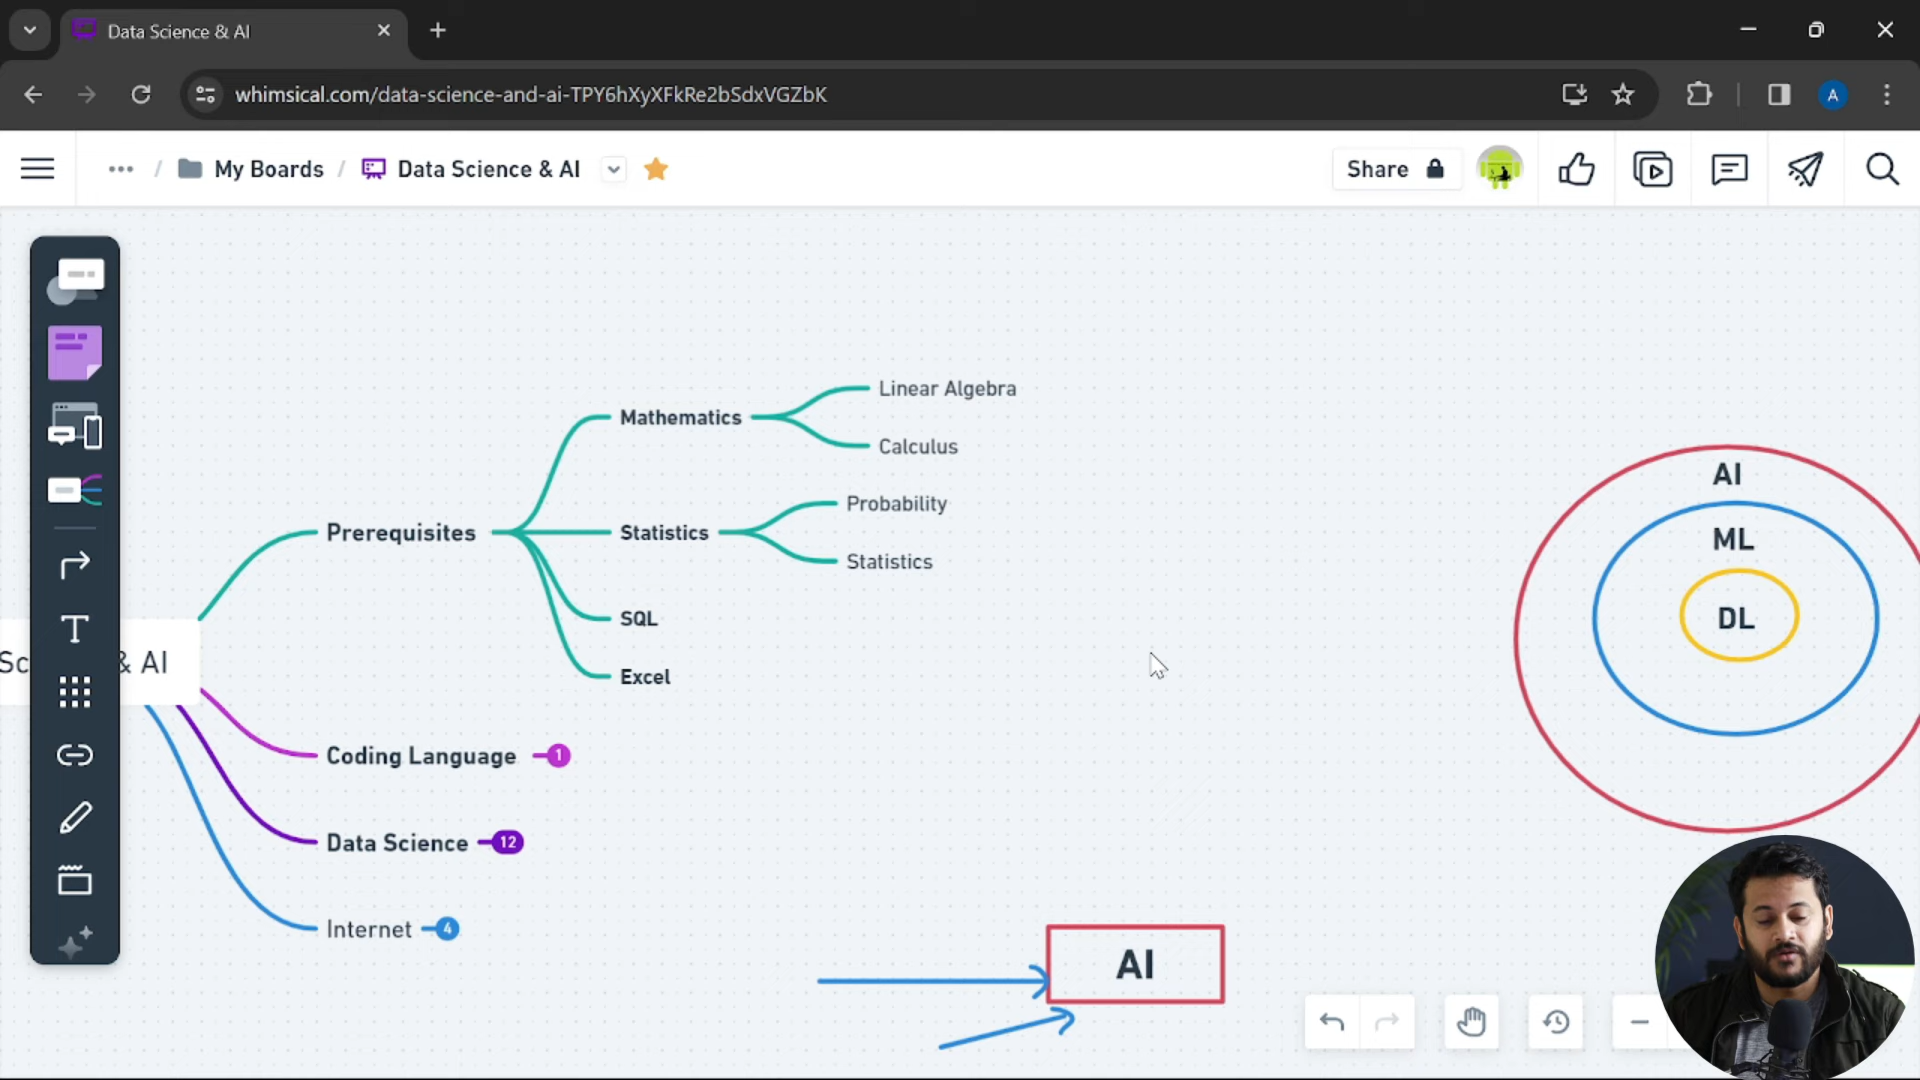 Data Science & AI
whimsical.com/data-science-and-ai-TPY6hXyXFkRe2bSdxVGZbK
A
My Boards / Data Science & AI
Share
Linear Algebra
Mathematics
Calculus
Probability
Prerequisites
Statistics
Statistics
SQL
Excel
Sc & AI
Coding Language 1
Data Science 12
Internet 4
AI
ML
DL
AI